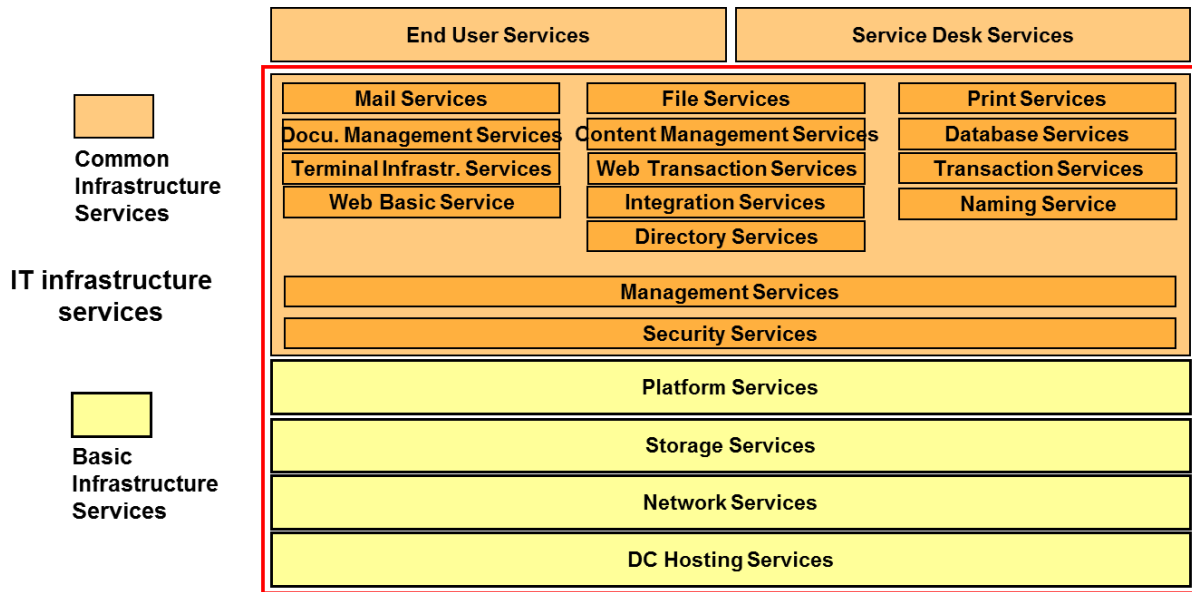 End User Services
Service Desk Services
Mail Services
File Services
Print Services
Docu. Management Services
Content Management Services
Database Services
Terminal Infrastr. Services
Web Transaction Services
Transaction Services
Web Basic Service
Integration Services
Naming Service
Directory Services
Management Services
Security Services
Platform Services
Storage Services
Network Services
DC Hosting Services
Common
Infrastructure
Services
IT infrastructure
services
Basic
Infrastructure
Services